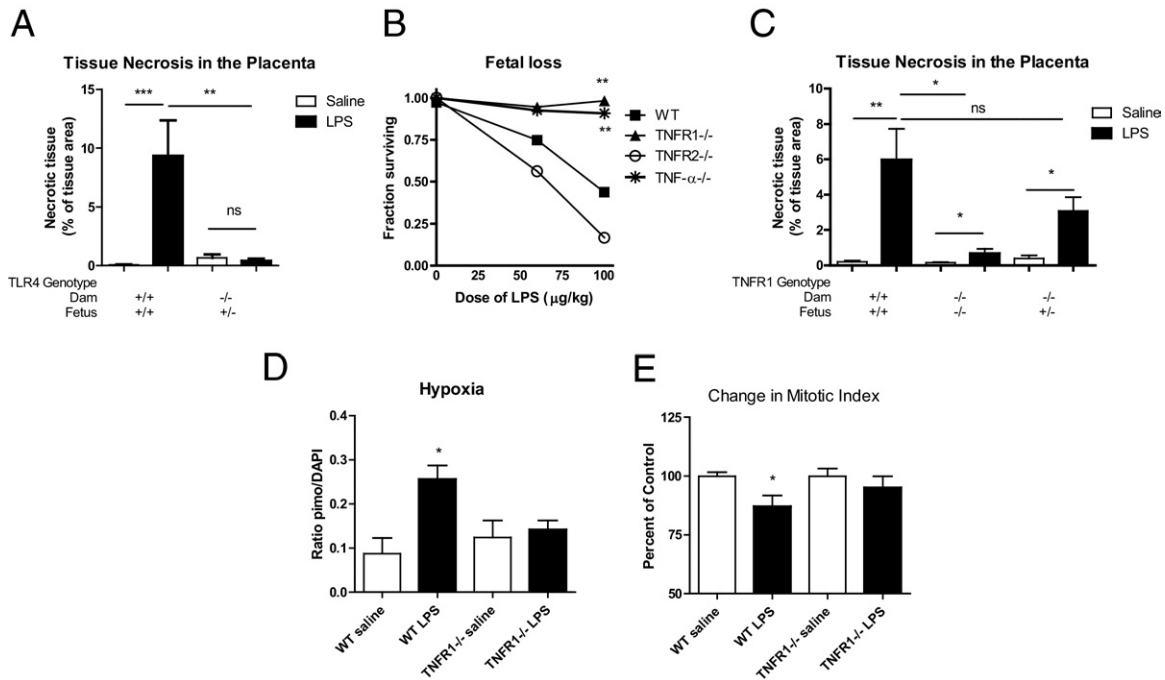 A
Tissue Necrosis in the Placenta
***
**
ns
Saline
LPS
Necrotic tissue
(% of tissue area)
15
10
5
0
TLR4 Genotype
Dam +/+ -/-
Fetus +/+ +/-
B
Fetal loss
**
**
WT
TNFR1-/-
TNFR2-/-
TNF-α-/-
Fraction surviving
1.00
0.75
0.50
0.25
0.00
0 25 50 75 100
Dose of LPS (μg/kg)
C
Tissue Necrosis in the Placenta
*
**
ns
*
*
Saline
LPS
Necrotic tissue
(% of tissue area)
10
8
6
4
2
0
TNFR1 Genotype
Dam +/+ -/- -/-
Fetus +/+ -/- +/-
D
Hypoxia
*
Ratio pimo/DAPI
0.4
0.3
0.2
0.1
0.0
WT saline
WT LPS
TNFR1-/- saline
TNFR1-/- LPS
E
Change in Mitotic Index
*
Percent of Control
125
100
75
50
WT saline
WT LPS
TNFR1-/- saline
TNFR1-/- LPS